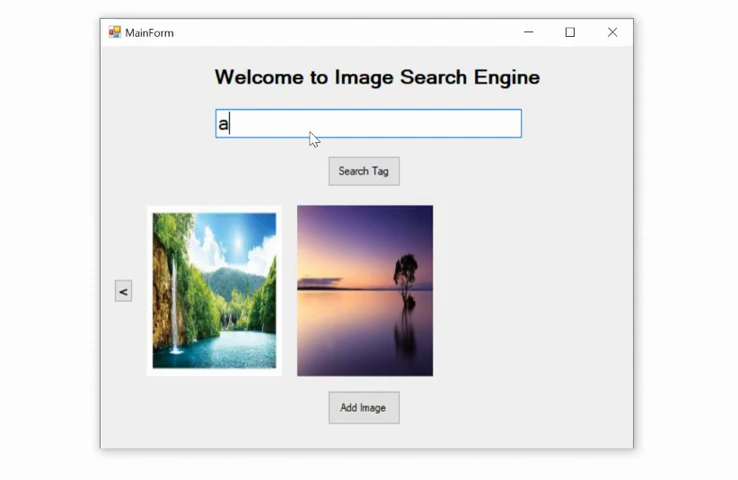 MainForm
Welcome to Image Search Engine
a
Search Tag
<
Add Image